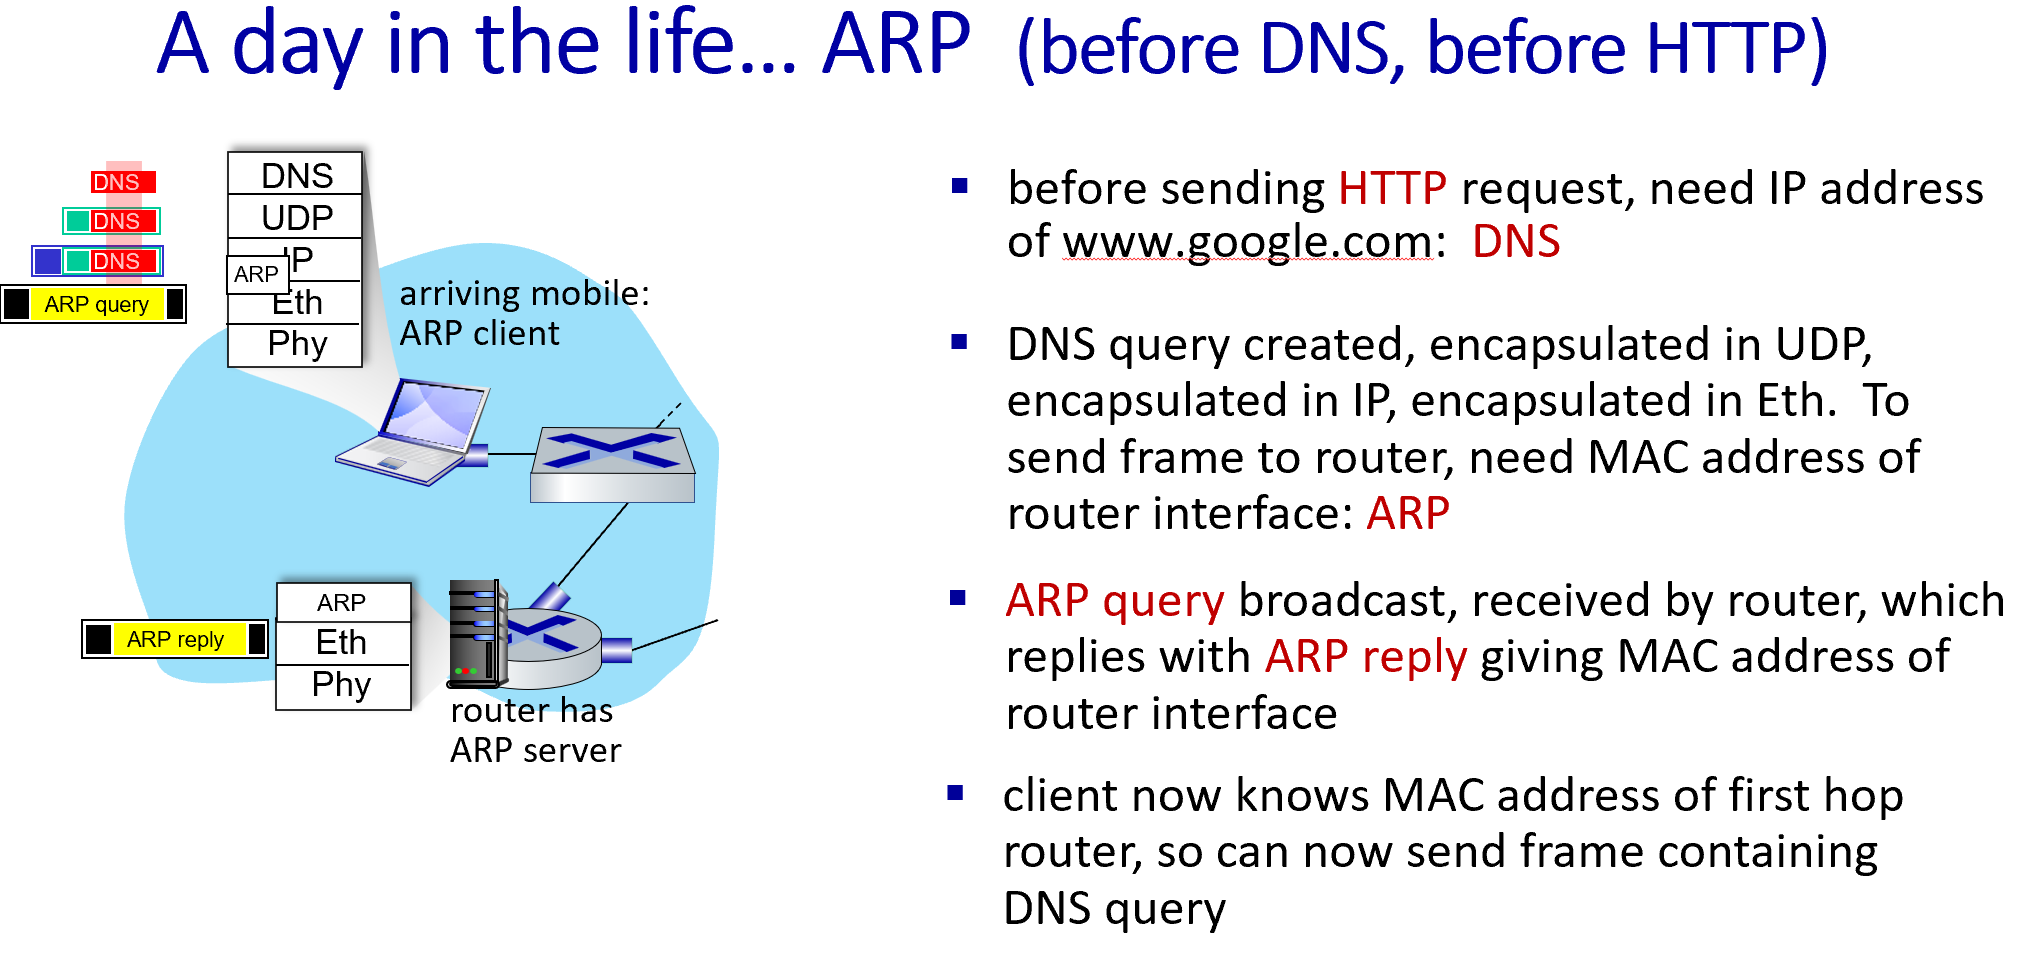 A day in the life… ARP (before DNS, before HTTP)
DNS
DNS
DNS
ARP query
DNS
UDP
IP
ARP
Eth
Phy
arriving mobile:
ARP client
ARP reply
ARP
Eth
Phy
router has
ARP server
before sending HTTP request, need IP address
of www.google.com: DNS
DNS query created, encapsulated in UDP,
encapsulated in IP, encapsulated in Eth. To
send frame to router, need MAC address of
router interface: ARP
ARP query broadcast, received by router, which
replies with ARP reply giving MAC address of
router interface
client now knows MAC address of first hop
router, so can now send frame containing
DNS query